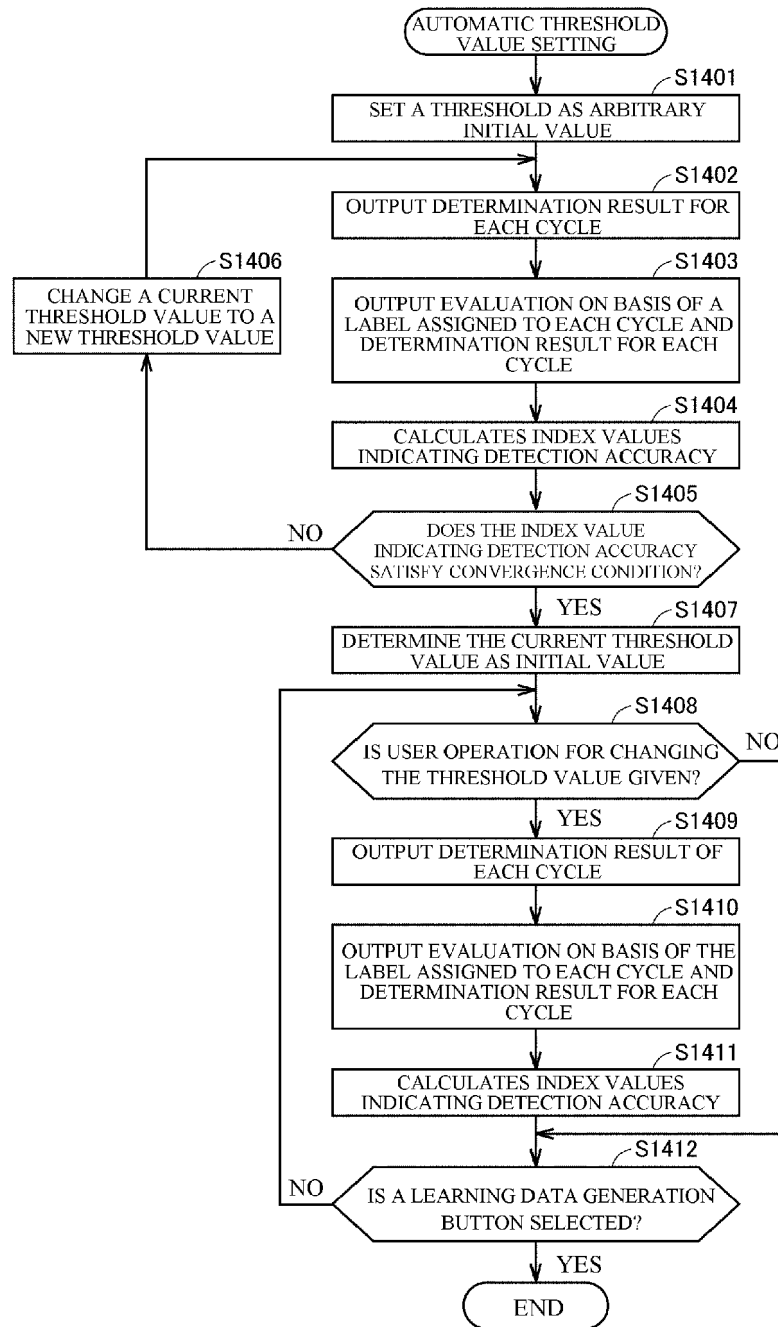 AUTOMATIC THRESHOLD
VALUE SETTING
S1401
SET A THRESHOLD AS ARBITRARY
INITIAL VALUE
S1402
OUTPUT DETERMINATION RESULT FOR
EACH CYCLE
S1406
CHANGE A CURRENT
THRESHOLD VALUE TO A
NEW THRESHOLD VALUE
S1403
OUTPUT EVALUATION ON BASIS OF A
LABEL ASSIGNED TO EACH CYCLE AND
DETERMINATION RESULT FOR EACH
CYCLE
S1404
CALCULATES INDEX VALUES
INDICATING DETECTION ACCURACY
S1405
NO
DOES THE INDEX VALUE
INDICATING DETECTION ACCURACY
SATISFY CONVERGENCE CONDITION?
YES
S1407
DETERMINE THE CURRENT THRESHOLD
VALUE AS INITIAL VALUE
S1408
NO
IS USER OPERATION FOR CHANGING
THE THRESHOLD VALUE GIVEN?
YES
S1409
OUTPUT DETERMINATION RESULT OF
EACH CYCLE
S1410
OUTPUT EVALUATION ON BASIS OF THE
LABEL ASSIGNED TO EACH CYCLE AND
DETERMINATION RESULT FOR EACH
CYCLE
S1411
CALCULATES INDEX VALUES
INDICATING DETECTION ACCURACY
S1412
NO
IS A LEARNING DATA GENERATION
BUTTON SELECTED?
YES
END